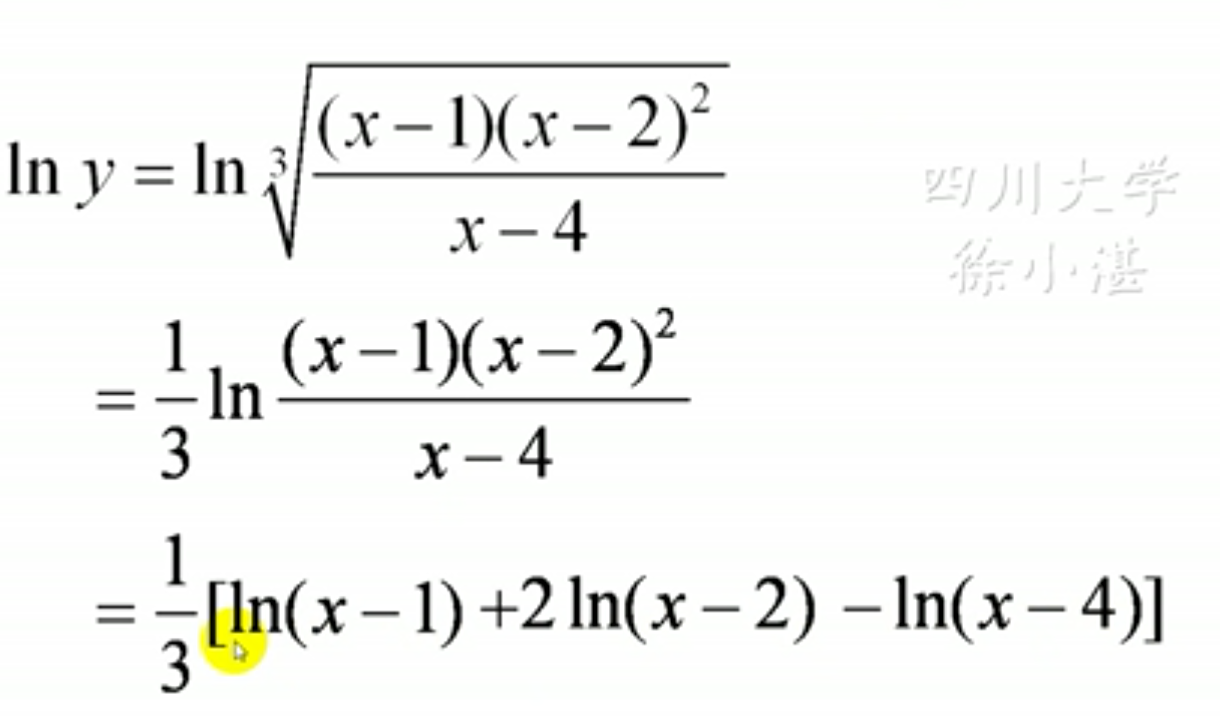 ln y = ln ∛((x − 1)(x − 2)² / (x − 4))
四川大学
徐小湛
= 1/3 ln ((x − 1)(x − 2)² / (x − 4))
= 1/3 [ln(x − 1) + 2 ln(x − 2) − ln(x − 4)]